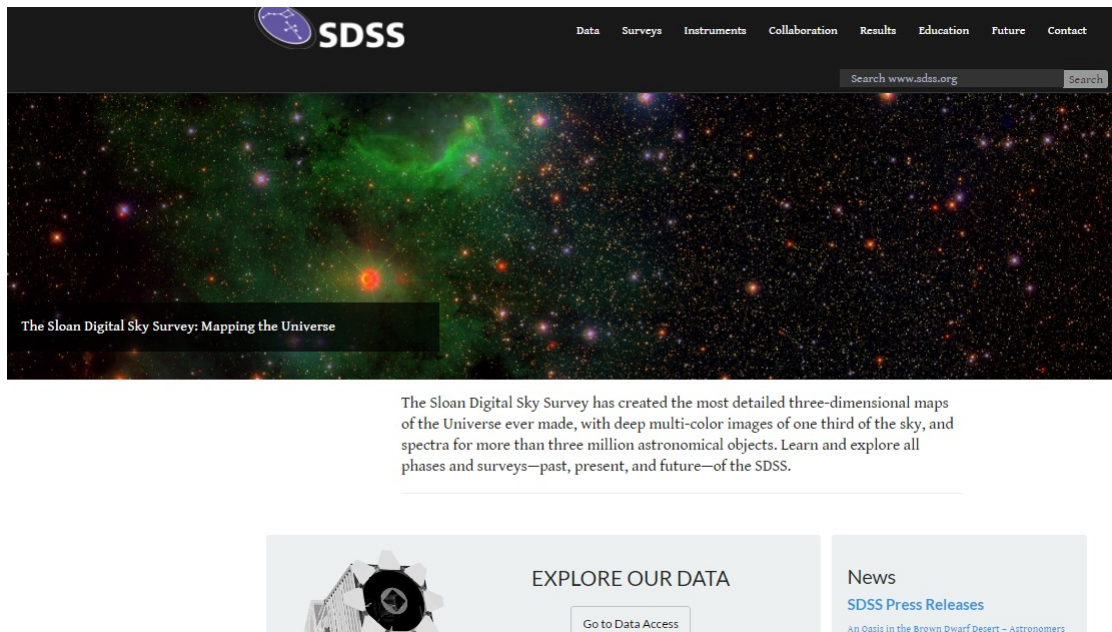 SDSS
Data Surveys Instruments Collaboration Results Education Future Contact
Search www.sdss.org Search
The Sloan Digital Sky Survey: Mapping the Universe
The Sloan Digital Sky Survey has created the most detailed three-dimensional maps
of the Universe ever made, with deep multi-color images of one third of the sky, and
spectra for more than three million astronomical objects. Learn and explore all
phases and surveys—past, present, and future—of the SDSS.
EXPLORE OUR DATA
Go to Data Access
News
SDSS Press Releases
An Oasis in the Brown Dwarf Desert – Astronomers